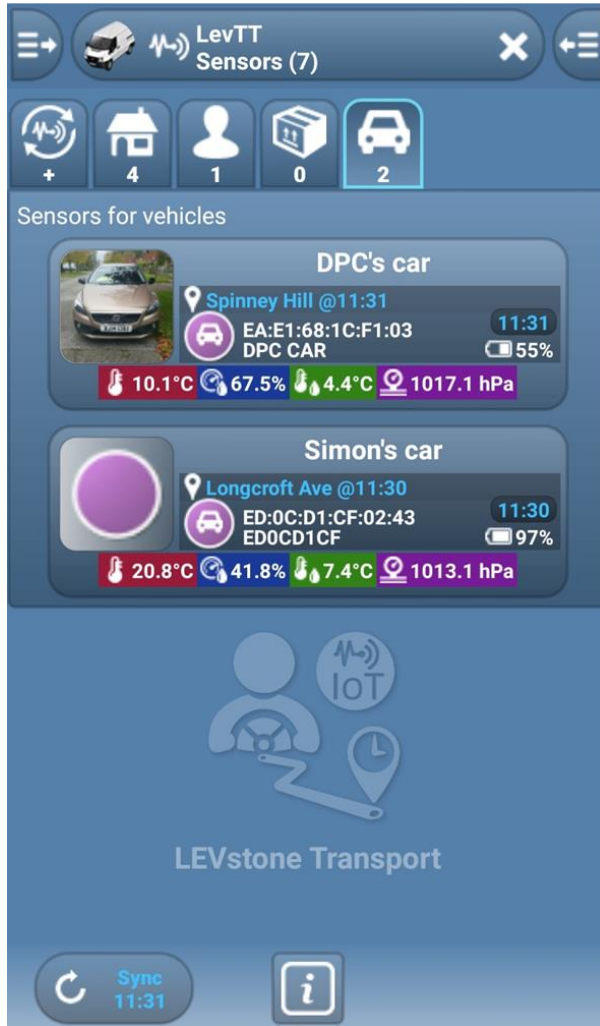 LevTT
Sensors (7)
+
4
1
0
2
Sensors for vehicles
DPC's car
Spinney Hill @11:31
EA:E1:68:1C:F1:03
11:31
DPC CAR
55%
10.1°C 67.5% 4.4°C 1017.1 hPa
Simon's car
Longcroft Ave @11:30
ED:0C:D1:CF:02:43
11:30
ED0CD1CF
97%
20.8°C 41.8% 7.4°C 1013.1 hPa
IoT
LEVstone Transport
Sync
11:31
i